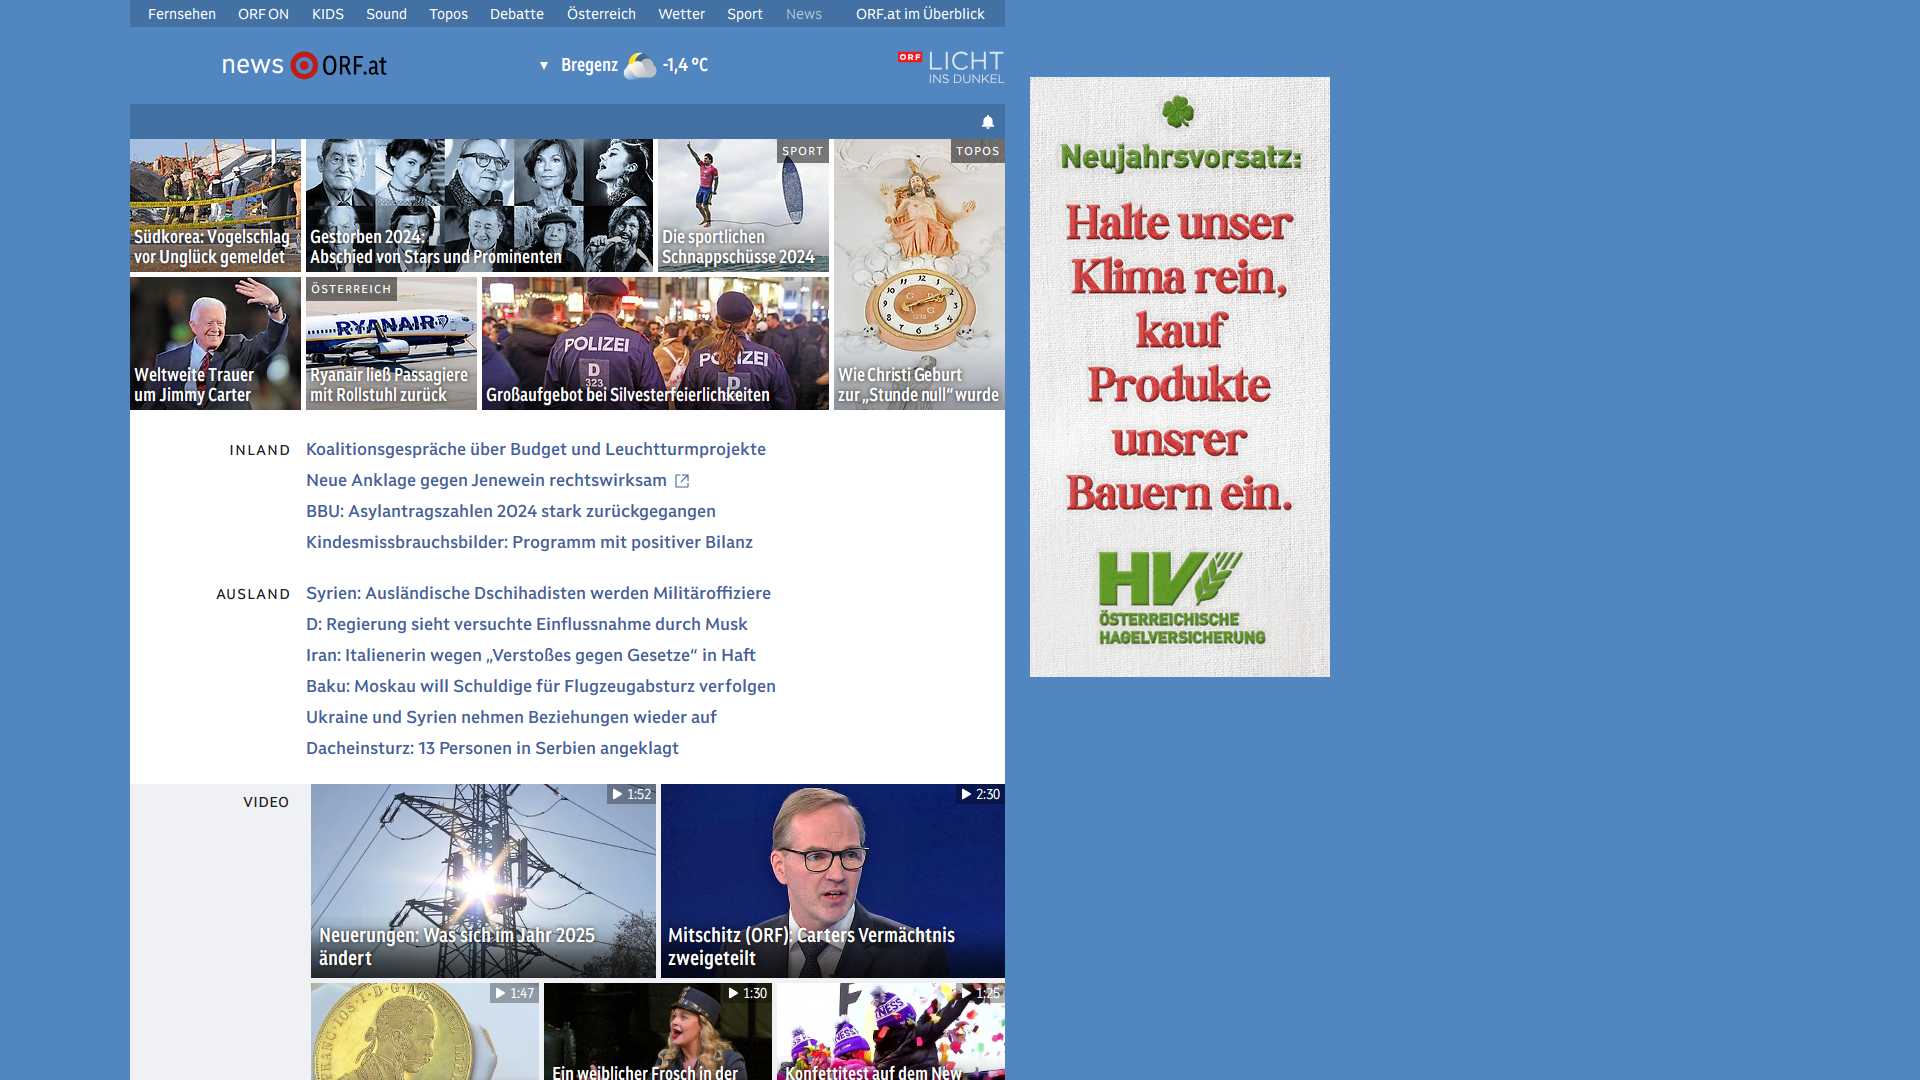 Fernsehen ORF ON KIDS Sound Topos Debatte Österreich Wetter Sport News ORF.at im Überblick
news ORF.at
▼ Bregenz -1,4 °C
ORF LICHT
INS DUNKEL
Südkorea: Vogelschlag
vor Unglück gemeldet
Gestorben 2024:
Abschied von Stars und Prominenten
SPORT
Die sportlichen
Schnappschüsse 2024
TOPOS
Wie Christi Geburt
zur „Stunde null“ wurde
Weltweite Trauer
um Jimmy Carter
ÖSTERREICH
RYANAIR
Ryanair ließ Passagiere
mit Rollstuhl zurück
POLIZEI
D
323
POLIZEI
D
Großaufgebot bei Silvesterfeierlichkeiten
INLAND
Koalitionsgespräche über Budget und Leuchtturmprojekte
Neue Anklage gegen Jenewein rechtswirksam
BBU: Asylantragszahlen 2024 stark zurückgegangen
Kindesmissbrauchsbilder: Programm mit positiver Bilanz
AUSLAND
Syrien: Ausländische Dschihadisten werden Militäroffiziere
D: Regierung sieht versuchte Einflussnahme durch Musk
Iran: Italienerin wegen „Verstoßes gegen Gesetze“ in Haft
Baku: Moskau will Schuldige für Flugzeugabsturz verfolgen
Ukraine und Syrien nehmen Beziehungen wieder auf
Dacheinsturz: 13 Personen in Serbien angeklagt
VIDEO
1:52
Neuerungen: Was sich im Jahr 2025
ändert
2:30
Mitschitz (ORF): Carters Vermächtnis
zweigeteilt
1:47
1:30
Ein weiblicher Frosch in der
1:25
Konfettitest auf dem New
Neujahrsvorsatz:
Halte unser
Klima rein,
kauf
Produkte
unsrer
Bauern ein.
HV
ÖSTERREICHISCHE
HAGELVERSICHERUNG